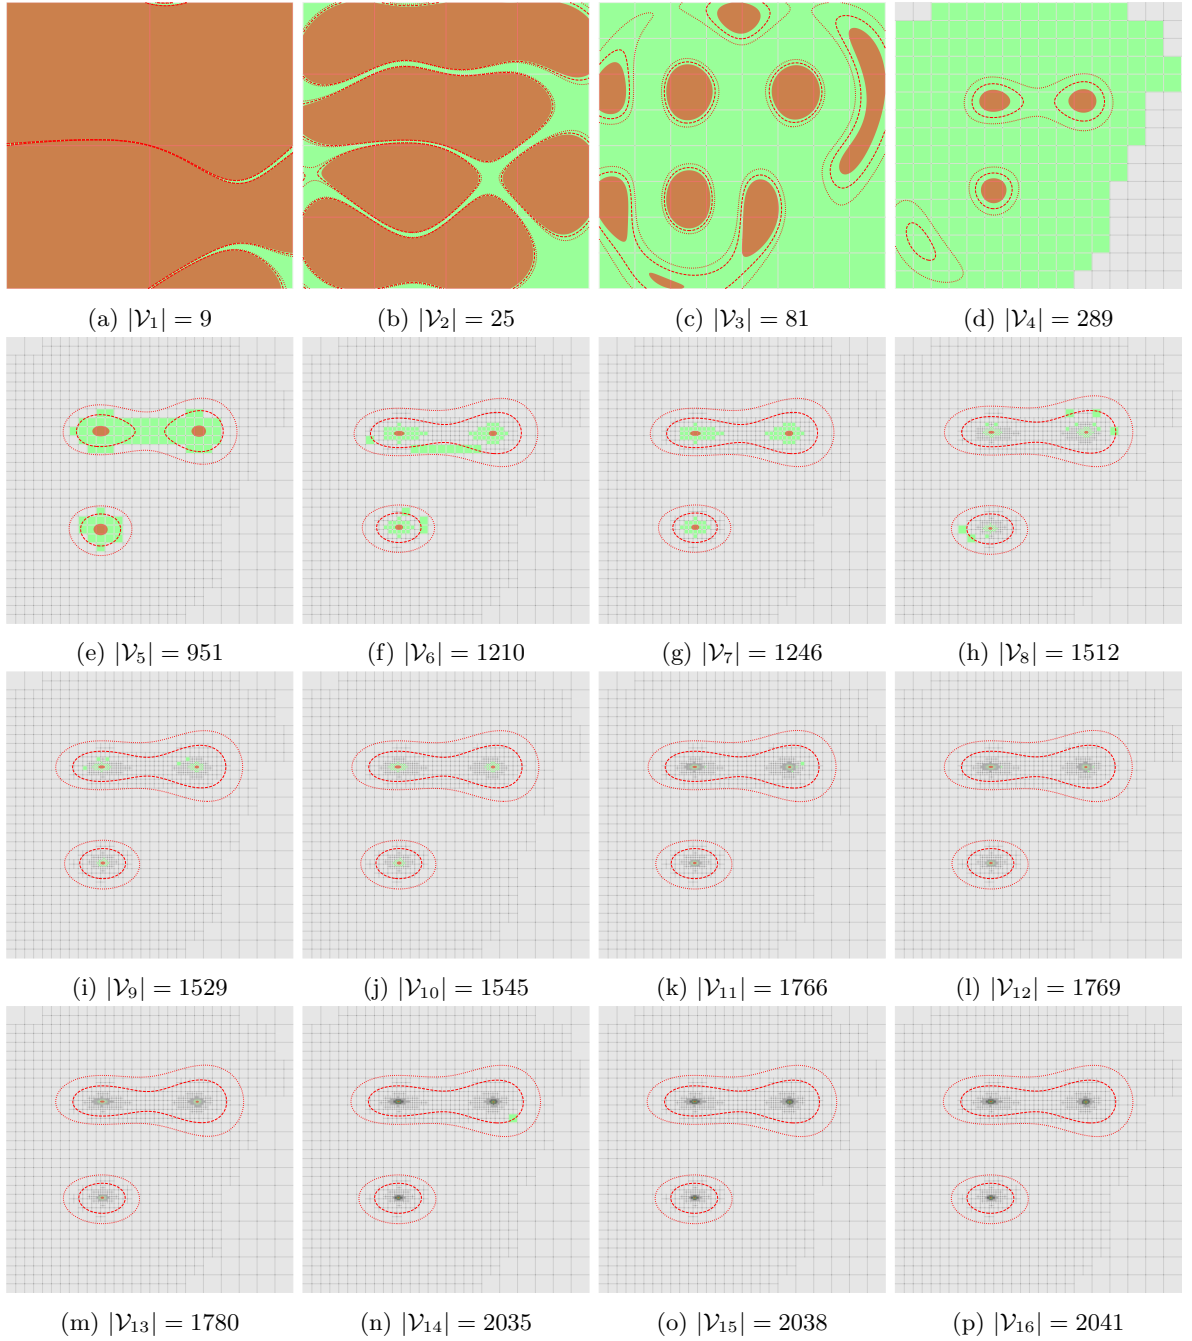 (a) |𝒱₁| = 9
(b) |𝒱₂| = 25
(c) |𝒱₃| = 81
(d) |𝒱₄| = 289
(e) |𝒱₅| = 951
(f) |𝒱₆| = 1210
(g) |𝒱₇| = 1246
(h) |𝒱₈| = 1512
(i) |𝒱₉| = 1529
(j) |𝒱₁₀| = 1545
(k) |𝒱₁₁| = 1766
(l) |𝒱₁₂| = 1769
(m) |𝒱₁₃| = 1780
(n) |𝒱₁₄| = 2035
(o) |𝒱₁₅| = 2038
(p) |𝒱₁₆| = 2041